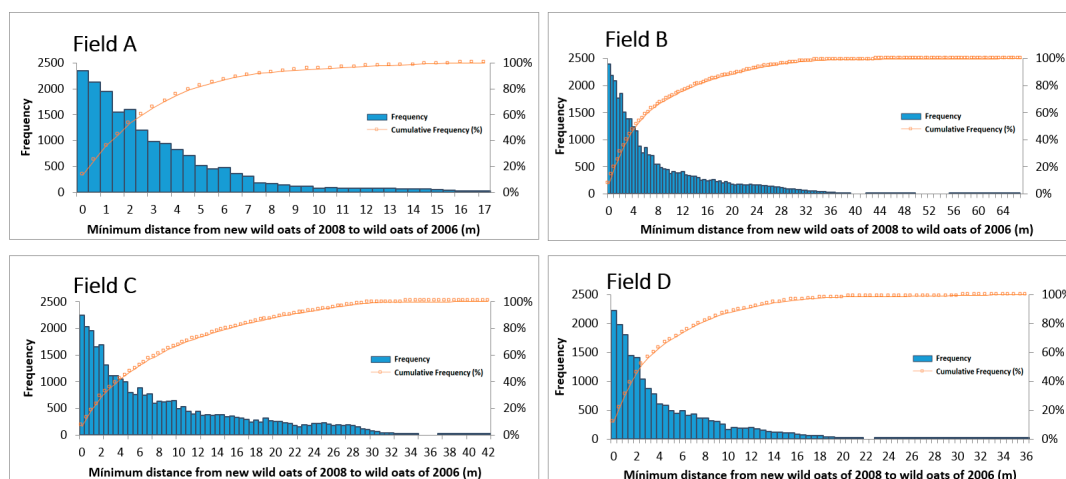 Field A
2500
2000
1500
1000
500
0
Frequency
100%
80%
60%
40%
20%
0%
Frequency
Cumulative Frequency (%)
0 1 2 3 4 5 6 7 8 9 10 11 12 13 14 15 16 17
Mínimum distance from new wild oats of 2008 to wild oats of 2006 (m)
Field B
2500
2000
1500
1000
500
0
Frequency
100%
80%
60%
40%
20%
0%
Frequency
Cumulative Frequency (%)
0 4 8 12 16 20 24 28 32 36 40 44 48 52 56 60 64
Mínimum distance from new wild oats of 2008 to wild oats of 2006 (m)
Field C
2500
2000
1500
1000
500
0
Frequency
100%
80%
60%
40%
20%
0%
Frequency
Cumulative Frequency (%)
0 2 4 6 8 10 12 14 16 18 20 22 24 26 28 30 32 34 36 38 40 42
Mínimum distance from new wild oats of 2008 to wild oats of 2006 (m)
Field D
2500
2000
1500
1000
500
0
Frequency
100%
80%
60%
40%
20%
0%
Frequency
Cumulative Frequency (%)
0 2 4 6 8 10 12 14 16 18 20 22 24 26 28 30 32 34 36
Mínimum distance from new wild oats of 2008 to wild oats of 2006 (m)